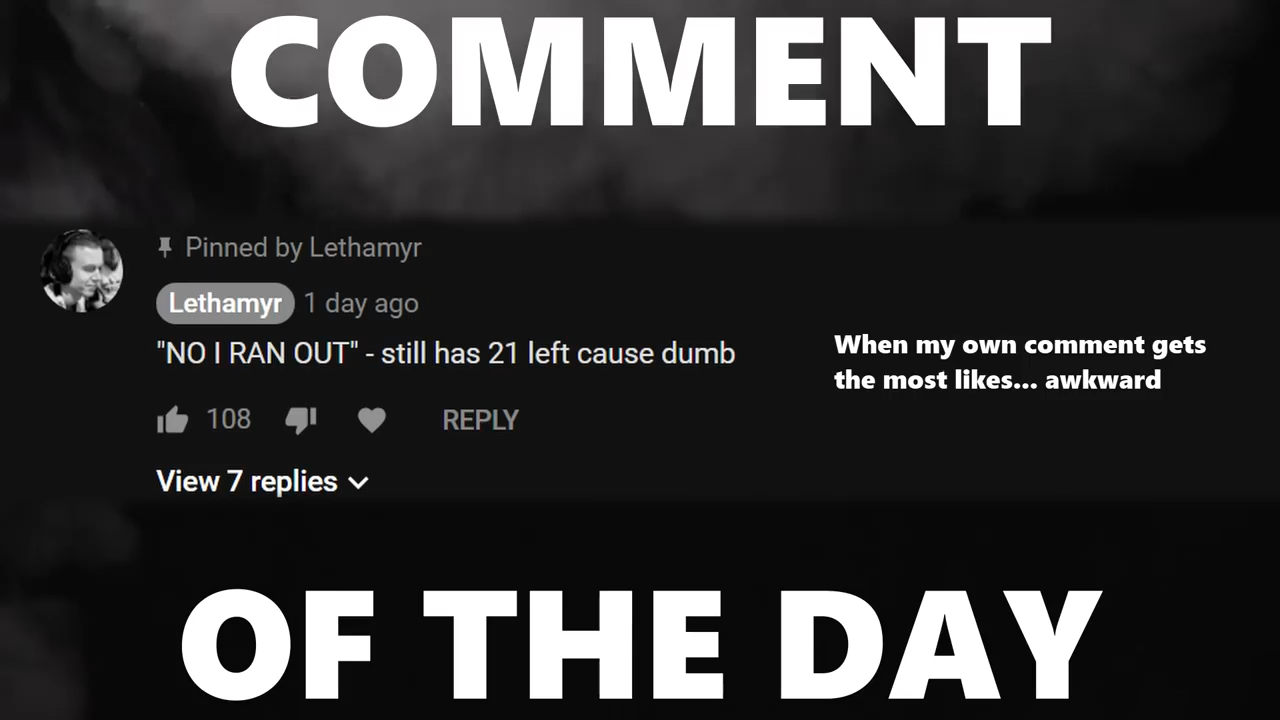 COMMENT
Pinned by Lethamyr
Lethamyr 1 day ago
"NO I RAN OUT" - still has 21 left cause dumb
When my own comment gets
the most likes... awkward
108 REPLY
View 7 replies
OF THE DAY